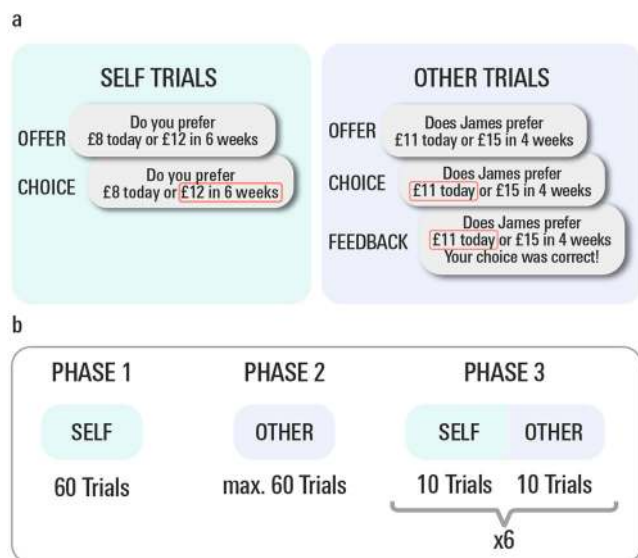 a
SELF TRIALS
OFFER
Do you prefer
£8 today or £12 in 6 weeks
CHOICE
Do you prefer
£8 today or £12 in 6 weeks
OTHER TRIALS
OFFER
Does James prefer
£11 today or £15 in 4 weeks
CHOICE
Does James prefer
£11 today or £15 in 4 weeks
FEEDBACK
Does James prefer
£11 today or £15 in 4 weeks
Your choice was correct!
b
PHASE 1
SELF
60 Trials
PHASE 2
OTHER
max. 60 Trials
PHASE 3
SELF OTHER
10 Trials 10 Trials
x6